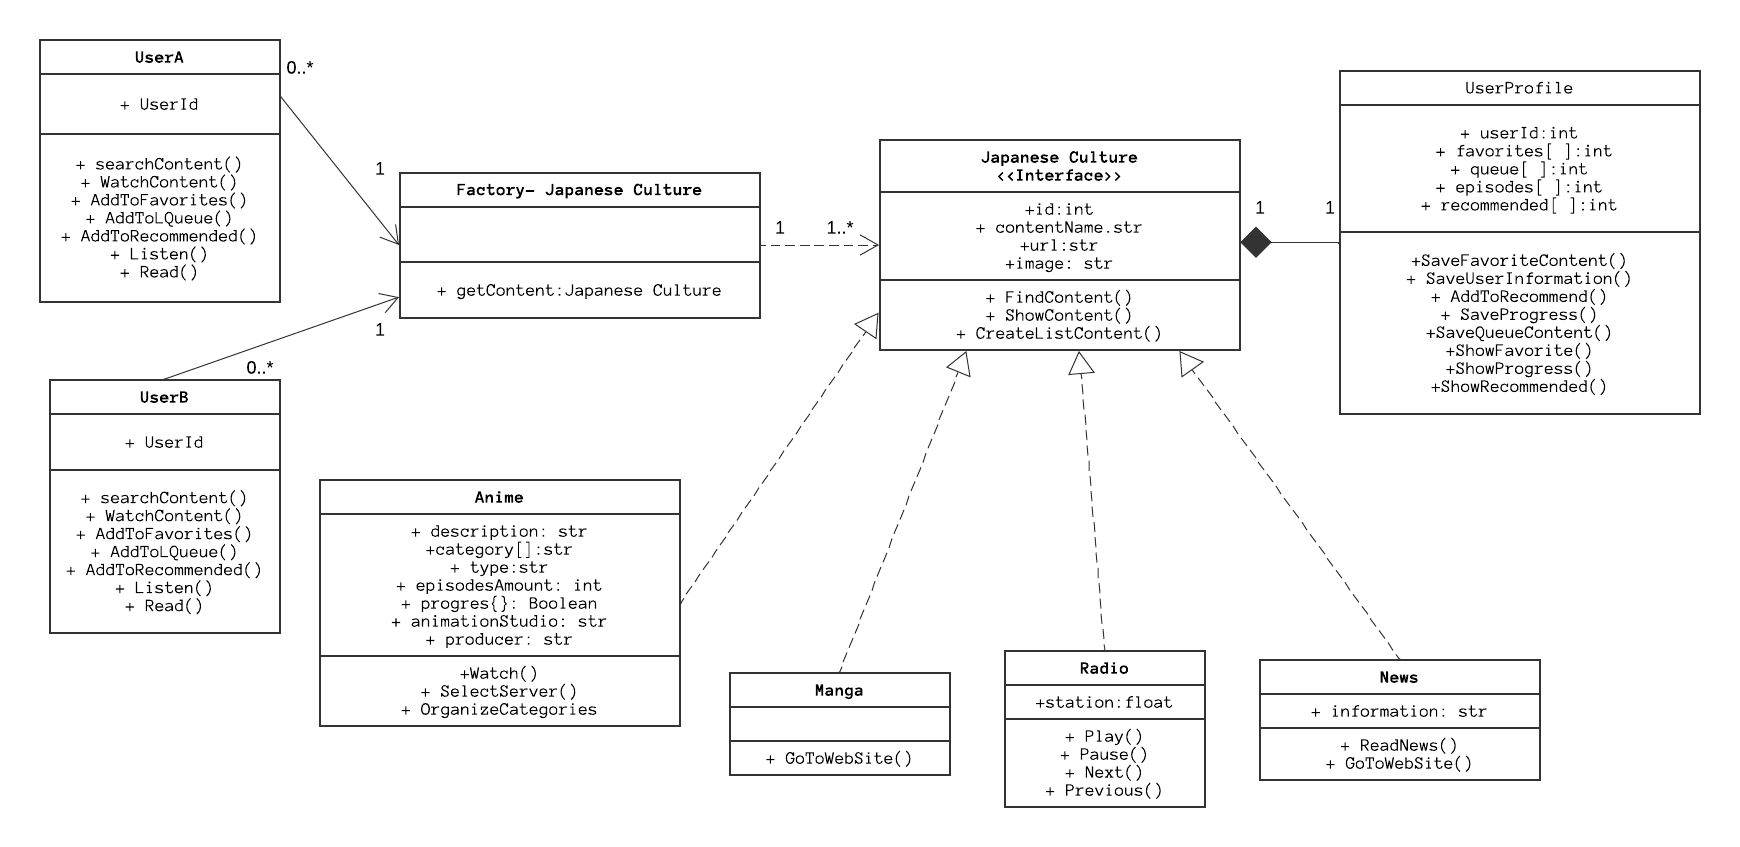 UserA
+ UserId
+ searchContent()
+ WatchContent()
+ AddToFavorites()
+ AddToLQueue()
+ AddToRecommended()
+ Listen()
+ Read()
0..*
1
Factory- Japanese Culture
+ getContent:Japanese Culture
1
0..*
UserB
+ UserId
+ searchContent()
+ WatchContent()
+ AddToFavorites()
+ AddToLQueue()
+ AddToRecommended()
+ Listen()
+ Read()
1
1..*
Japanese Culture
<<Interface>>
+id:int
+ contentName.str
+url:str
+image: str
+ FindContent()
+ ShowContent()
+ CreateListContent()
1
1
UserProfile
+ userId:int
+ favorites[ ]:int
+ queue[ ]:int
+ episodes[ ]:int
+ recommended[ ]:int
+SaveFavoriteContent()
+ SaveUserInformation()
+ AddToRecommend()
+ SaveProgress()
+SaveQueueContent()
+ShowFavorite()
+ShowProgress()
+ShowRecommended()
Anime
+ description: str
+category[]:str
+ type:str
+ episodesAmount: int
+ progres{}: Boolean
+ animationStudio: str
+ producer: str
+Watch()
+ SelectServer()
+ OrganizeCategories
Manga
+ GoToWebSite()
Radio
+station:float
+ Play()
+ Pause()
+ Next()
+ Previous()
News
+ information: str
+ ReadNews()
+ GoToWebSite()